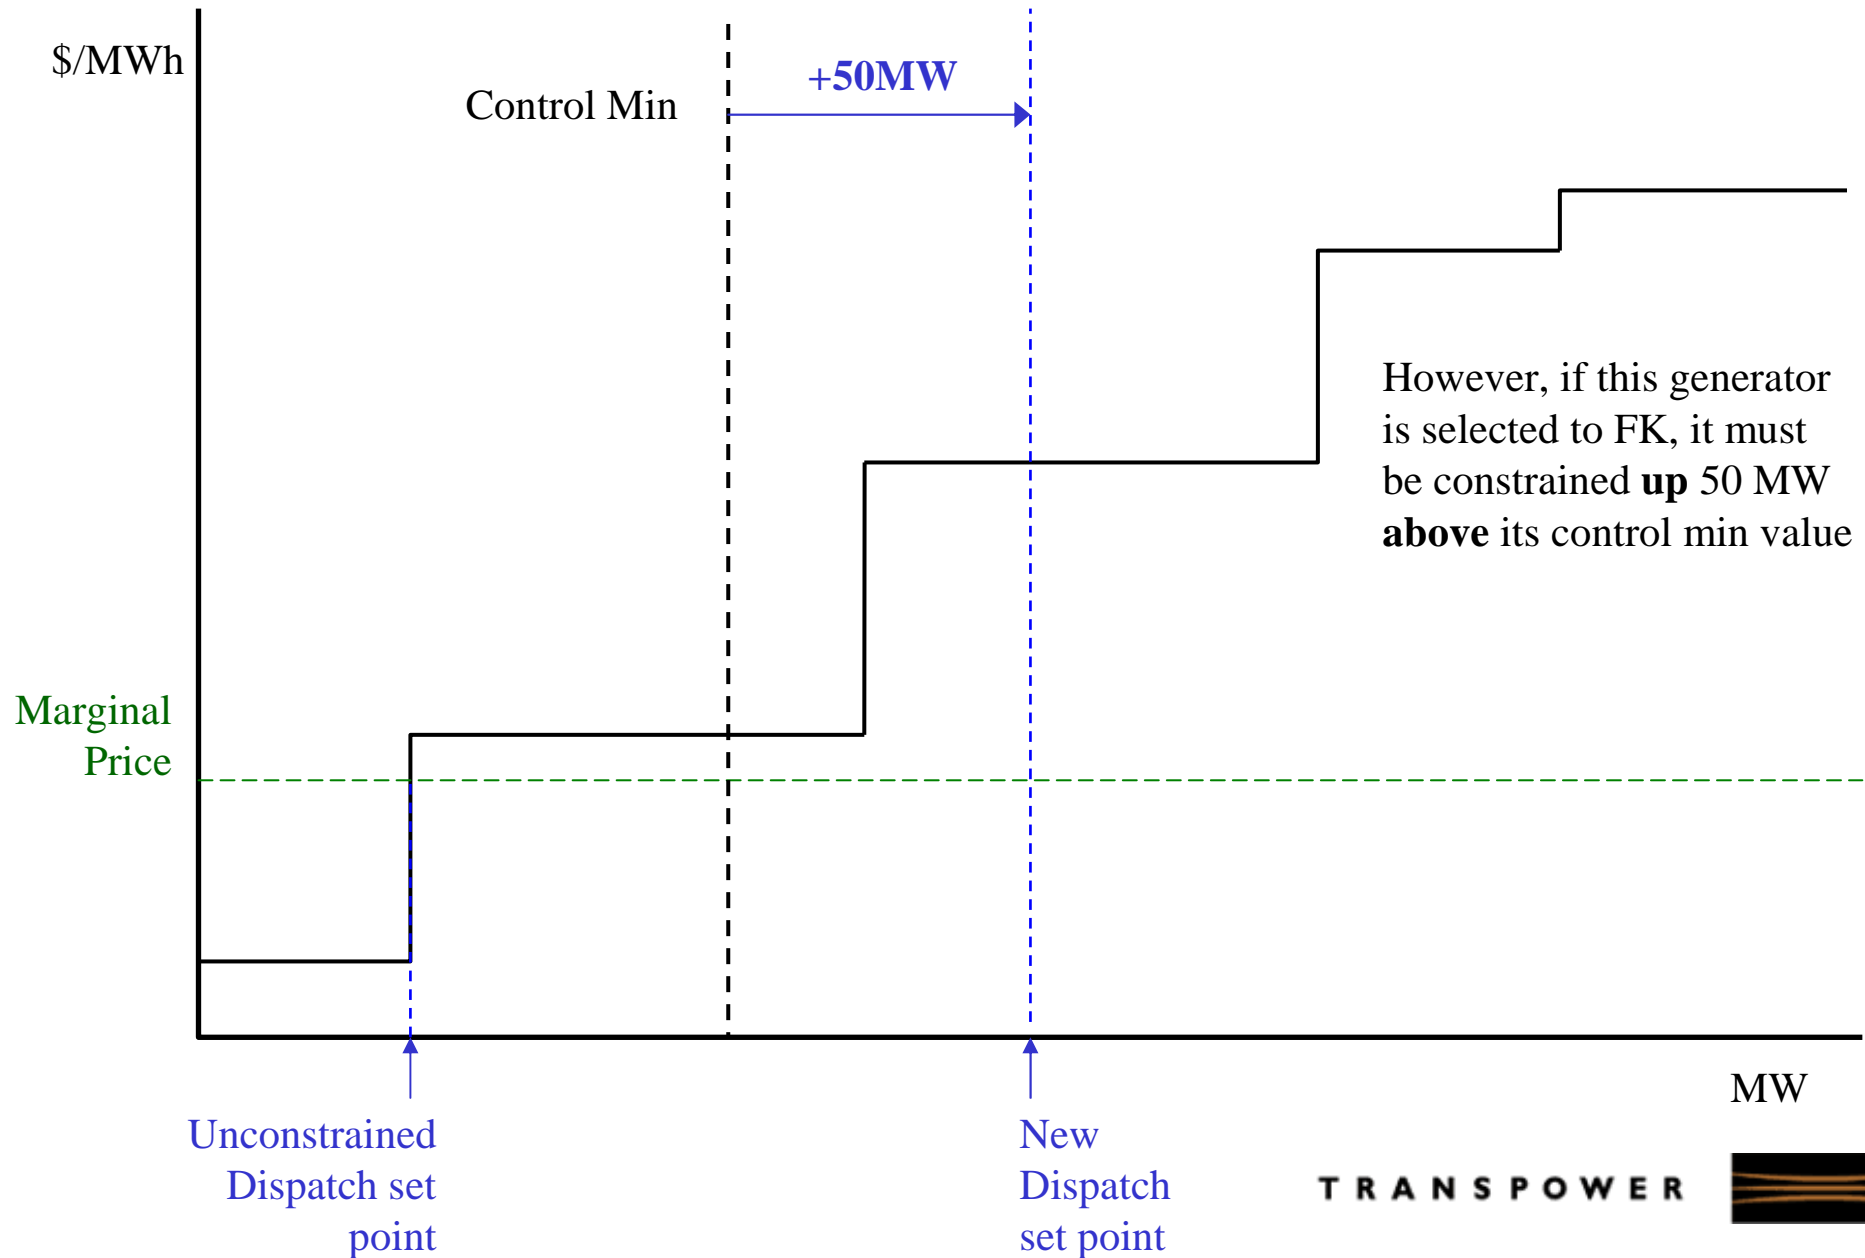 $/MWh
+50MW
Control Min
However, if this generator
is selected to FK, it must
be constrained up 50 MW
above its control min value
Marginal
Price
MW
Unconstrained
Dispatch set
point
New
Dispatch
set point
TRANSPOWER